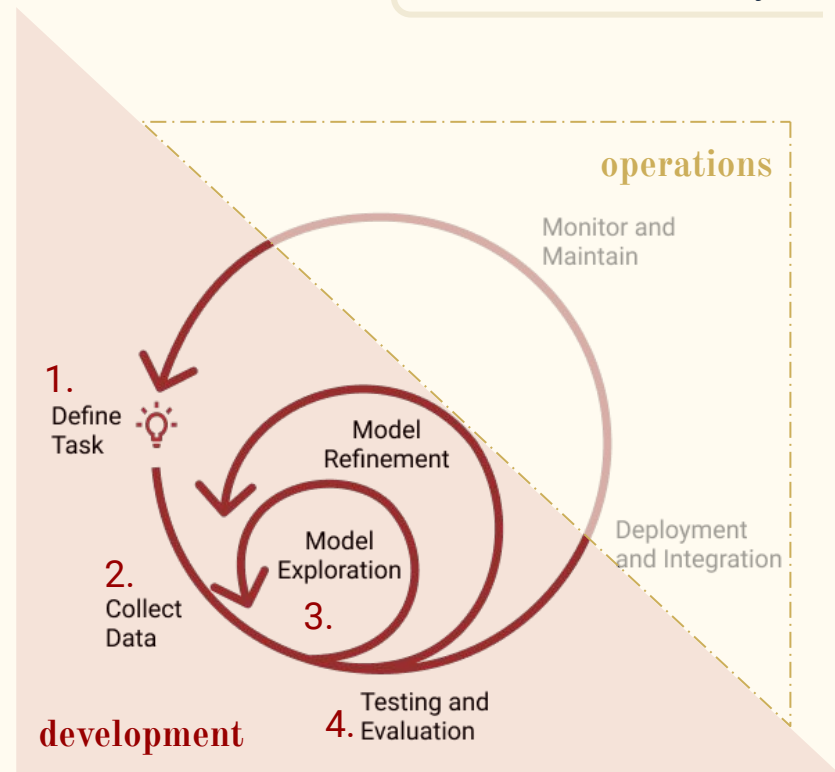 operations
Monitor and
Maintain
1.
Define
Task
Model
Refinement
Model
Exploration
3.
Deployment
and Integration
2.
Collect
Data
Testing and
4. Evaluation
development